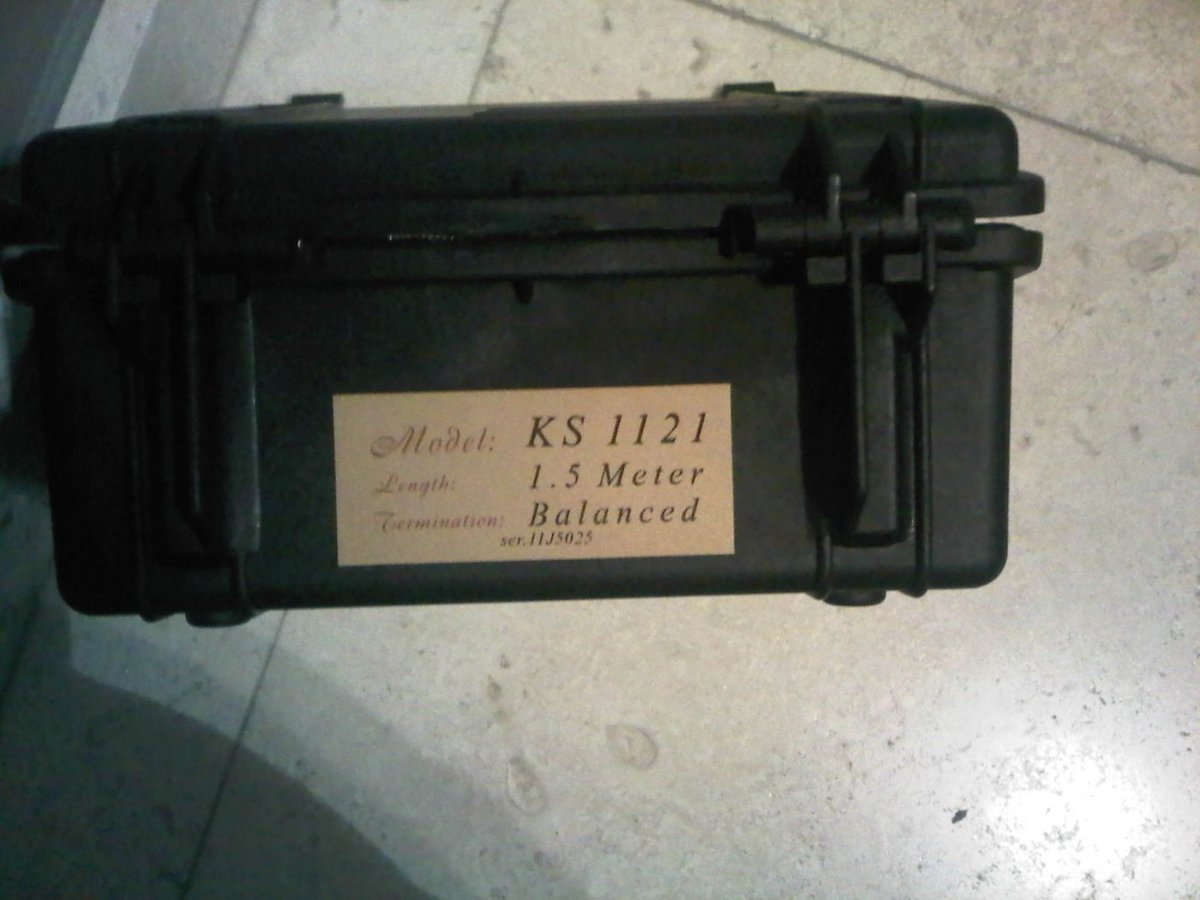 Model: KS 1121
Length: 1.5 Meter
Termination: Balanced
ser.11J5025